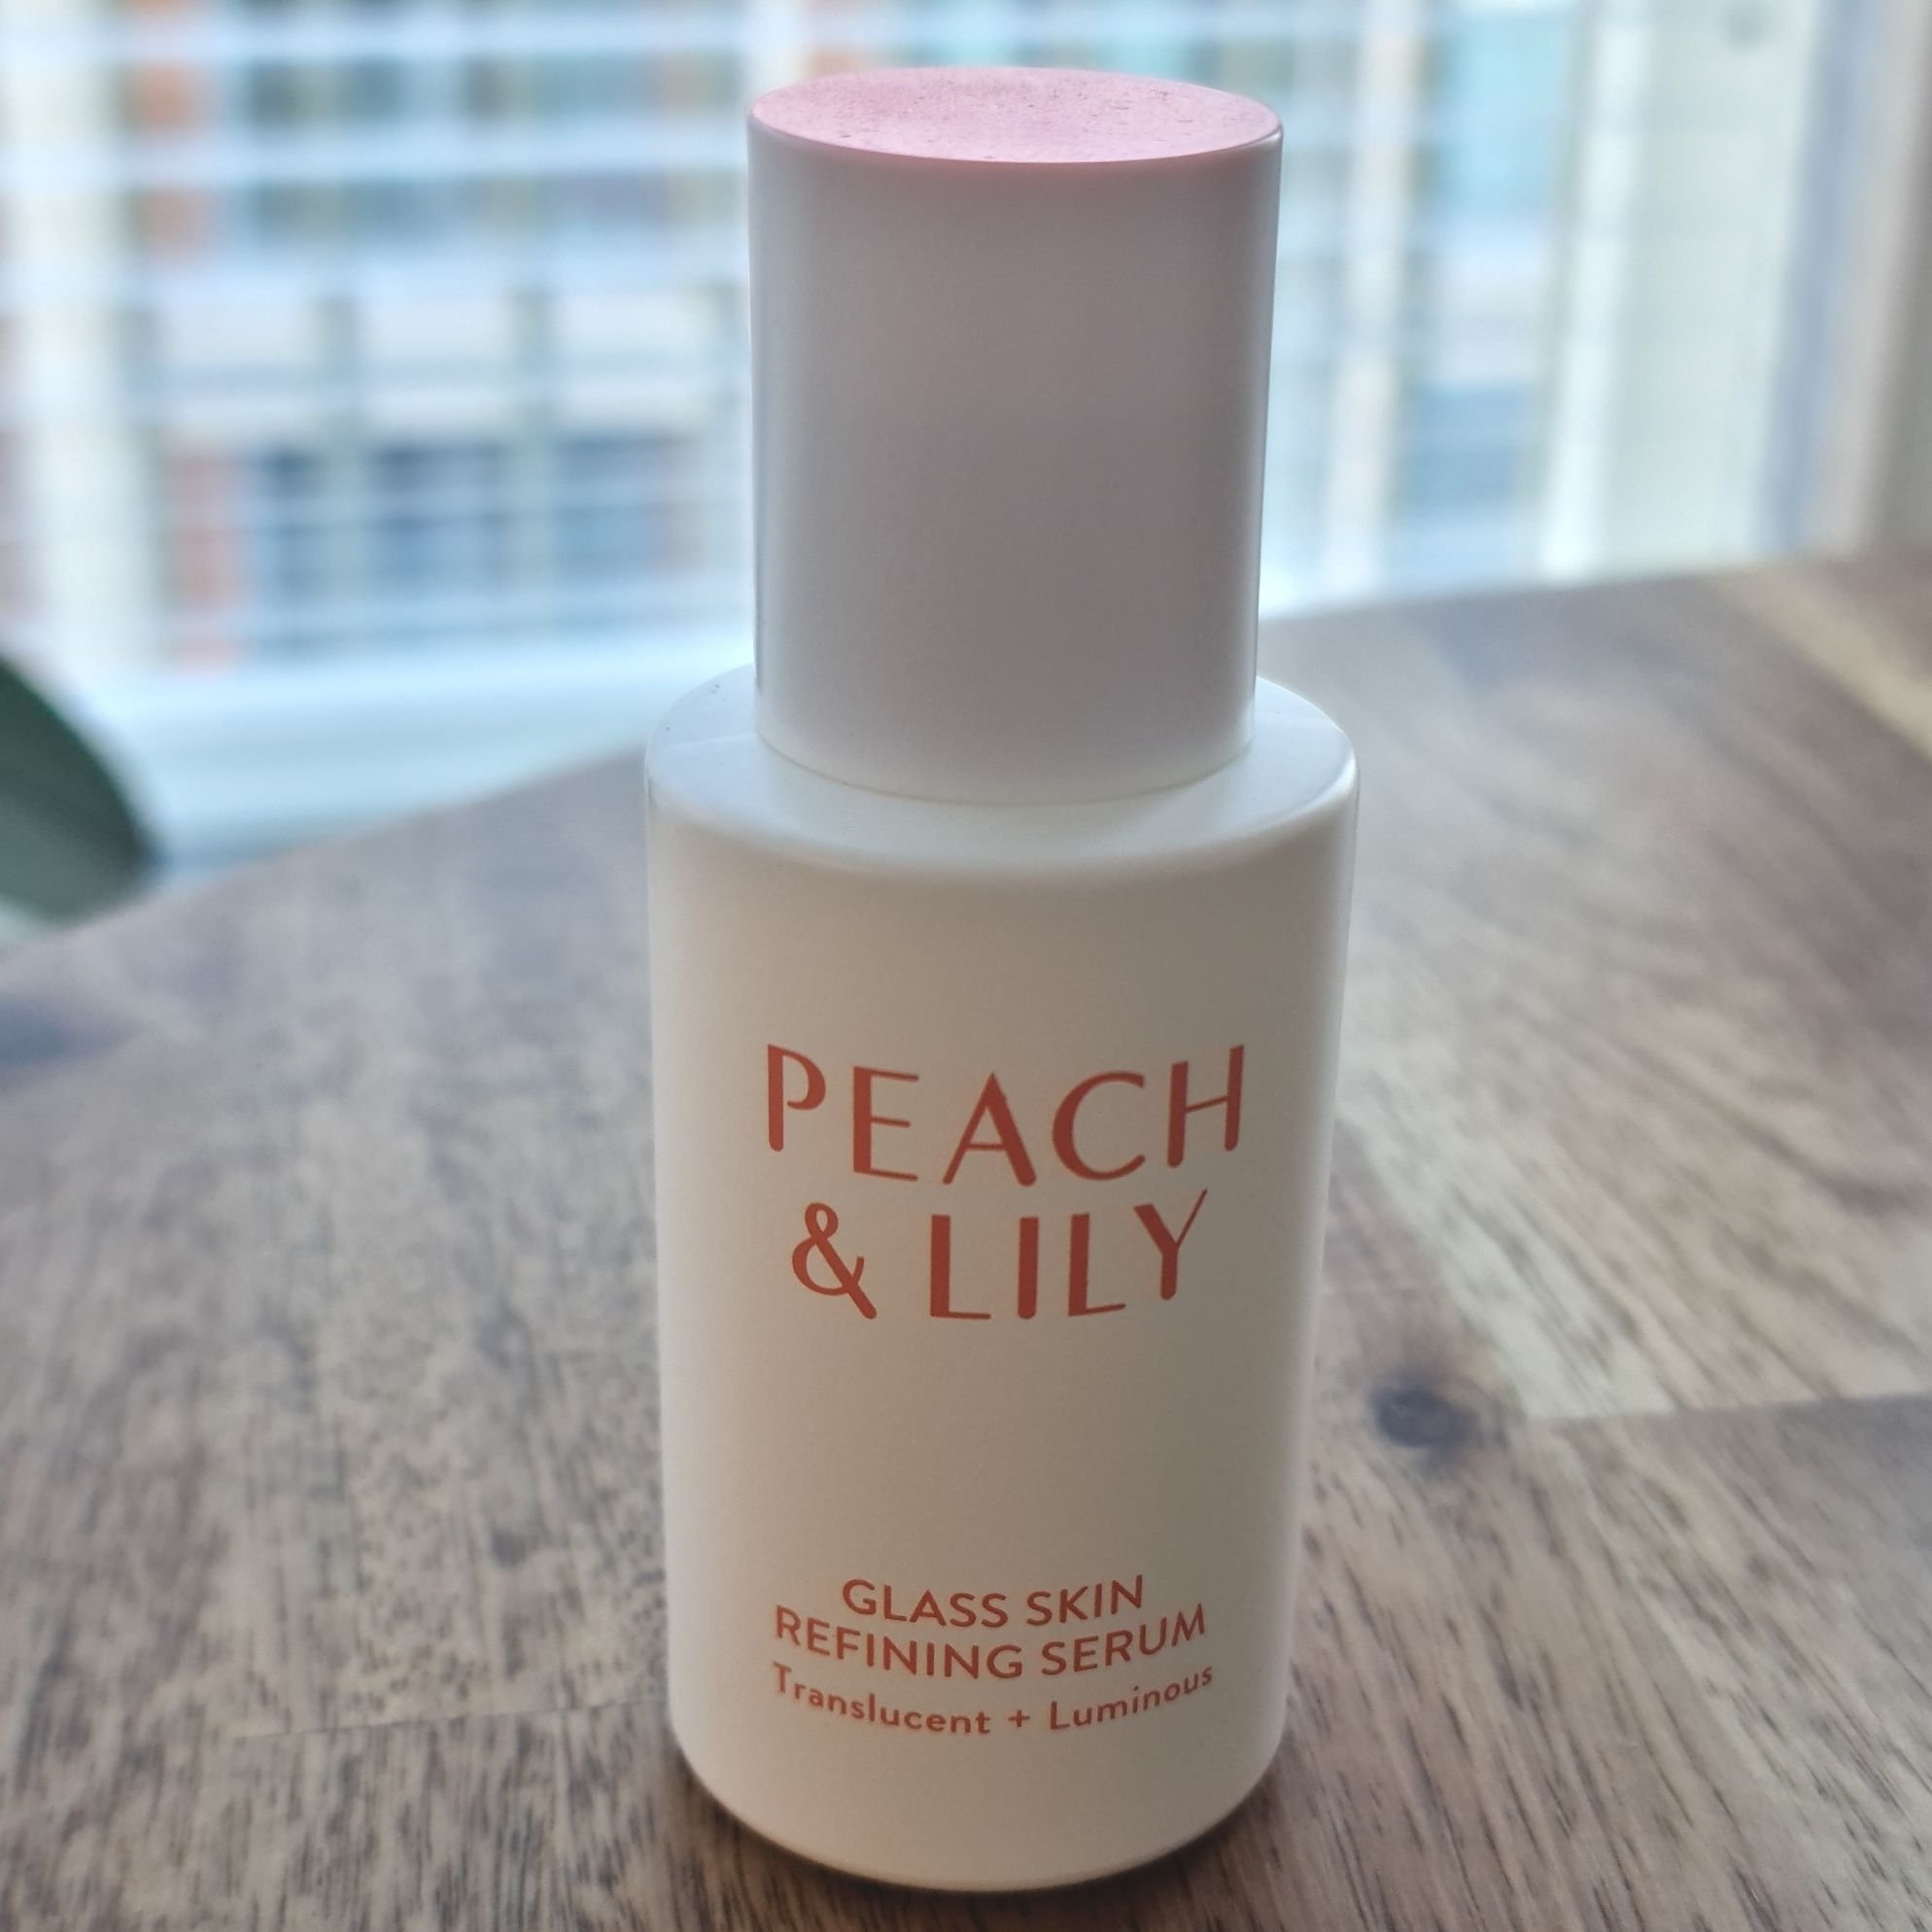 PEACH
& LILY
GLASS SKIN
REFINING SERUM
Translucent + Luminous